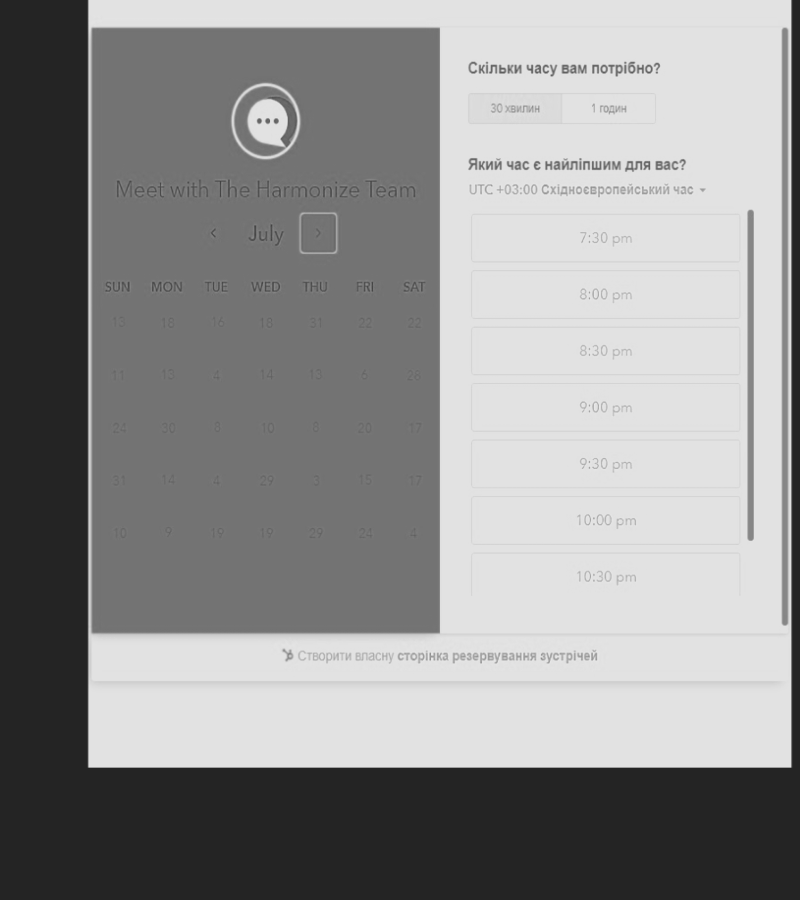 Meet with The Harmonize Team
July
SUN MON TUE WED THU FRI SAT
15 18 16 18 31 22 22
11 13 4 14 13 6 26
24 30 8 10 8 20 17
31 14 4 29 3 15 17
10 9 19 19 29 24 4
Скільки часу вам потрібно?
30 хвилин 1 годин
Який час є найліпшим для вас?
UTC +03:00 Східноєвропейський час
7:30 pm
8:00 pm
8:30 pm
9:00 pm
9:30 pm
10:00 pm
10:30 pm
Створити власну сторінка резервування зустрічей